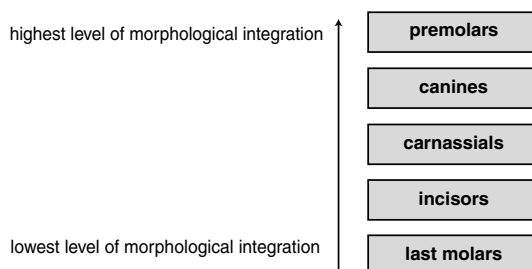 highest level of morphological integration
premolars
canines
carnassials
incisors
lowest level of morphological integration
last molars